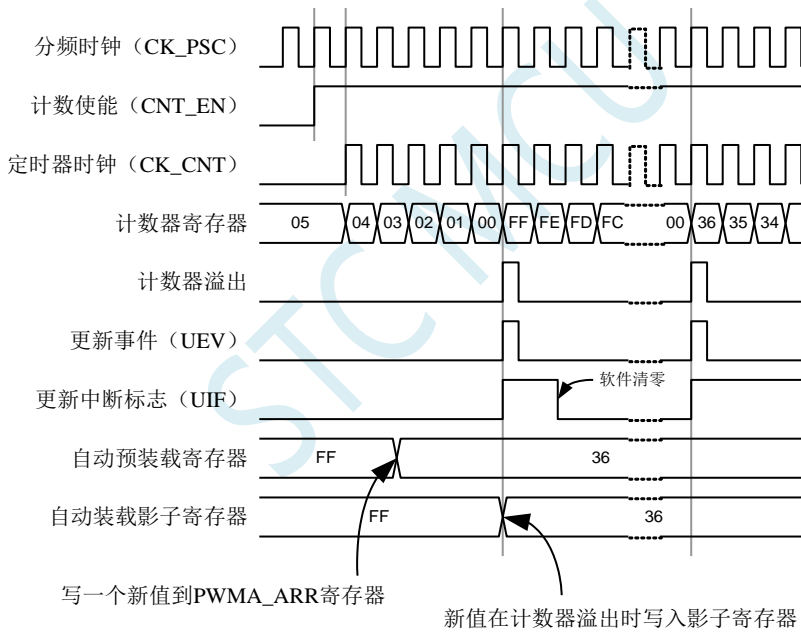 分频时钟（CK_PSC）
计数使能（CNT_EN）
定时器时钟（CK_CNT）
计数器寄存器 05 04 03 02 01 00 FF FE FD FC 00 36 35 34
计数器溢出
更新事件（UEV）
更新中断标志（UIF） 软件清零
自动预装载寄存器 FF 36
自动装载影子寄存器 FF 36
写一个新值到PWMA_ARR寄存器
新值在计数器溢出时写入影子寄存器
STC MCU